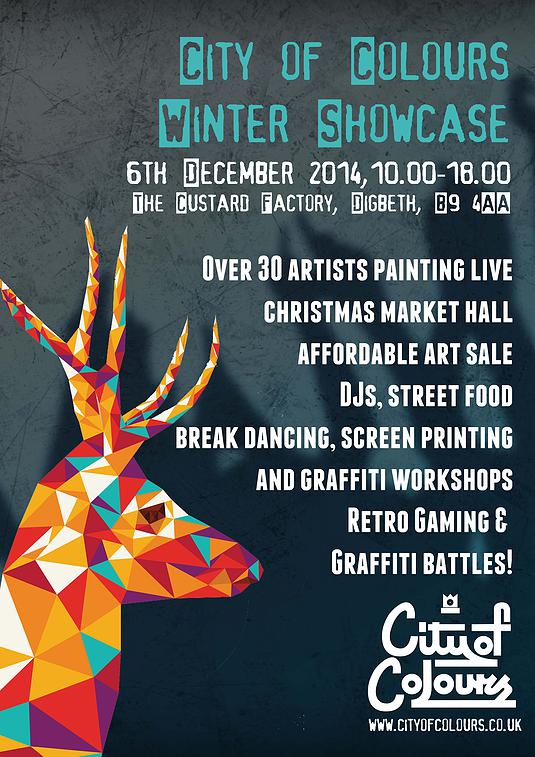 City of Colours
Winter Showcase
6th December 2014, 10.00-18.00
The Custard Factory, Digbeth, B9 4AA
Over 30 artists painting live
christmas market hall
affordable art sale
DJs, street food
break dancing, screen printing
and graffiti workshops
Retro Gaming &
Graffiti battles!
City of
Colours
www.cityofcolours.co.uk